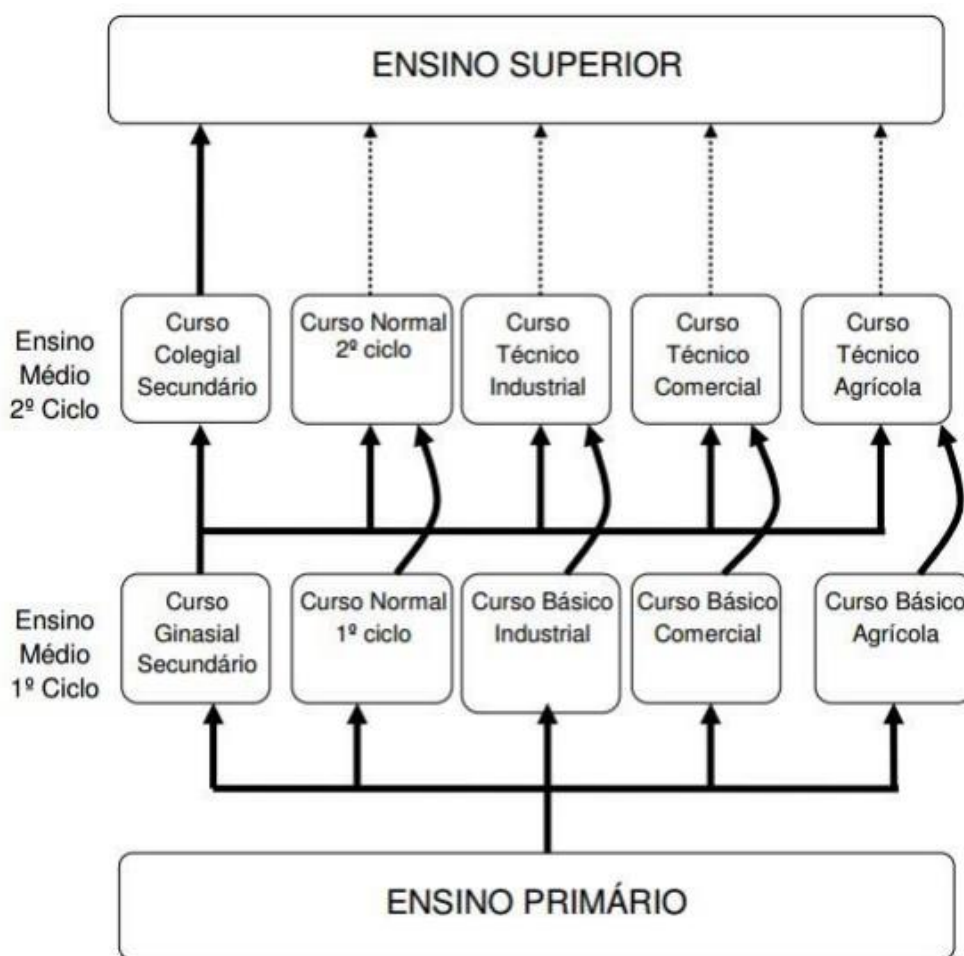 ENSINO SUPERIOR
Ensino
Médio
2º Ciclo
Curso
Colegial
Secundário
Curso Normal
2º ciclo
Curso
Técnico
Industrial
Curso
Técnico
Comercial
Curso
Técnico
Agrícola
Ensino
Médio
1º Ciclo
Curso
Ginasial
Secundário
Curso Normal
1º ciclo
Curso Básico
Industrial
Curso Básico
Comercial
Curso Básico
Agrícola
ENSINO PRIMÁRIO